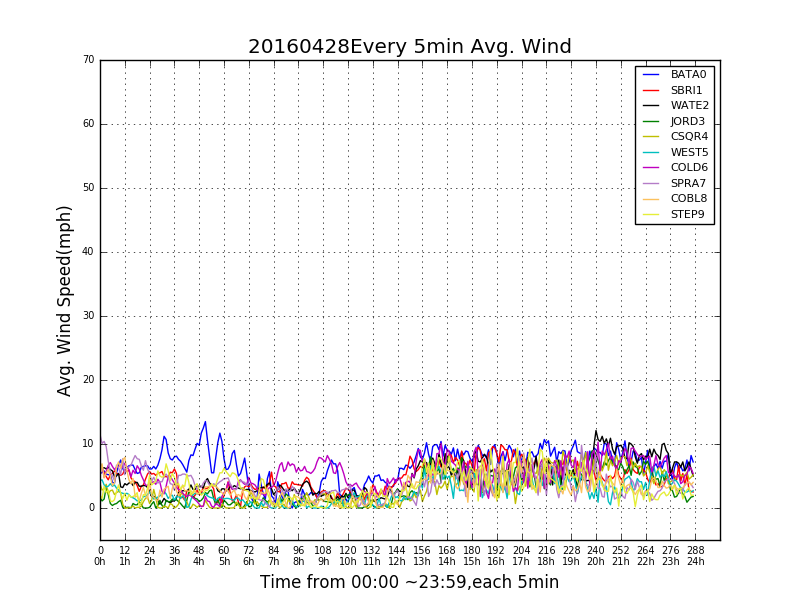 20160428Every 5min Avg. Wind
70
60
50
40
30
20
10
0
Avg. Wind Speed(mph)
BATA0
SBRI1
WATE2
JORD3
CSQR4
WEST5
COLD6
SPRA7
COBL8
STEP9
0 12 24 36 48 60 72 84 96 108 120 132 144 156 168 180 192 204 216 228 240 252 264 276 288
0h 1h 2h 3h 4h 5h 6h 7h 8h 9h 10h 11h 12h 13h 14h 15h 16h 17h 18h 19h 20h 21h 22h 23h 24h
Time from 00:00 ~23:59,each 5min